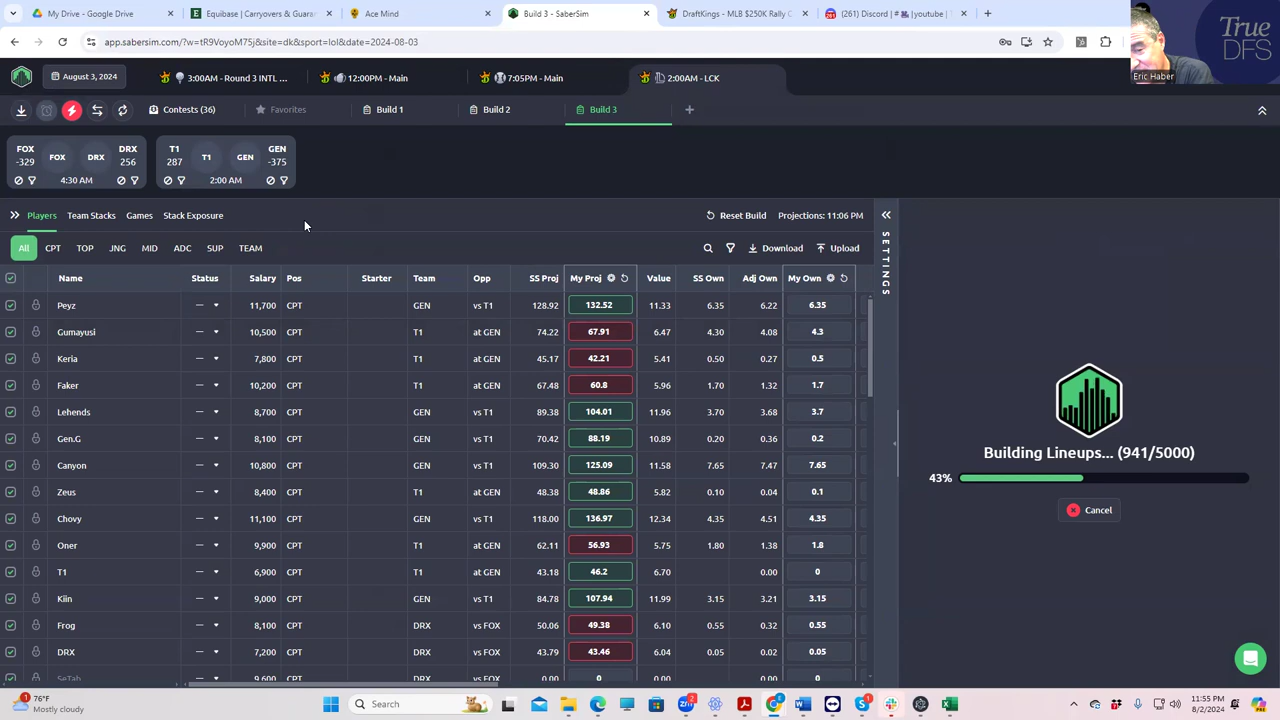 My Drive - Google Drive
Equibase | Carryovers & Guaran
Ace Mind
Build 3 - SaberSim
DraftKings - MLB $250K Rally C
(261) Discord | # | youtube |
app.sabersim.com/?w=tR9VoyoM75j&site=dk&sport=lol&date=2024-08-03
True
DFS
Eric Haber
August 3, 2024
3:00AM - Round 3 INTL ...
12:00PM - Main
7:05PM - Main
2:00AM - LCK
Contests (36)
Favorites
Build 1
Build 2
Build 3
FOX FOX DRX DRX
-329 256
4:30 AM
T1 T1 GEN GEN
287 -375
2:00 AM
Players Team Stacks Games Stack Exposure
Reset Build Projections: 11:06 PM
SETTINGS
All CPT TOP JNG MID ADC SUP TEAM
Download Upload
Name Status Salary Pos Starter Team Opp SS Proj My Proj Value SS Own Adj Own My Own
Peyz — 11,700 CPT GEN vs T1 128.92 132.52 11.33 6.35 6.22 6.35
Gumayusi — 10,500 CPT T1 at GEN 74.22 67.91 6.47 4.30 4.08 4.3
Keria — 7,800 CPT T1 at GEN 45.17 42.21 5.41 0.50 0.27 0.5
Faker — 10,200 CPT T1 at GEN 67.48 60.8 5.96 1.70 1.32 1.7
Lehends — 8,700 CPT GEN vs T1 89.38 104.01 11.96 3.70 3.68 3.7
Gen.G — 8,100 CPT GEN vs T1 70.42 88.19 10.89 0.20 0.36 0.2
Canyon — 10,800 CPT GEN vs T1 109.30 125.09 11.58 7.65 7.47 7.65
Zeus — 8,400 CPT T1 at GEN 48.38 48.86 5.82 0.10 0.04 0.1
Chovy — 11,100 CPT GEN vs T1 118.00 136.97 12.34 4.35 4.51 4.35
Oner — 9,900 CPT T1 at GEN 62.11 56.93 5.75 1.80 1.38 1.8
T1 — 6,900 CPT T1 at GEN 43.18 46.2 6.70 0.00 0
Kiin — 9,000 CPT GEN vs T1 84.78 107.94 11.99 3.15 3.21 3.15
Frog — 8,100 CPT DRX vs FOX 50.06 49.38 6.10 0.55 0.32 0.55
DRX — 7,200 CPT DRX vs FOX 43.79 43.46 6.04 0.05 0.02 0.05
SeTab — 9,600 CPT DRX vs FOX 0.00 0 0.00 0.00 0
Building Lineups... (941/5000)
43%
Cancel
76°F
Mostly cloudy
Search
11:55 PM
8/2/2024